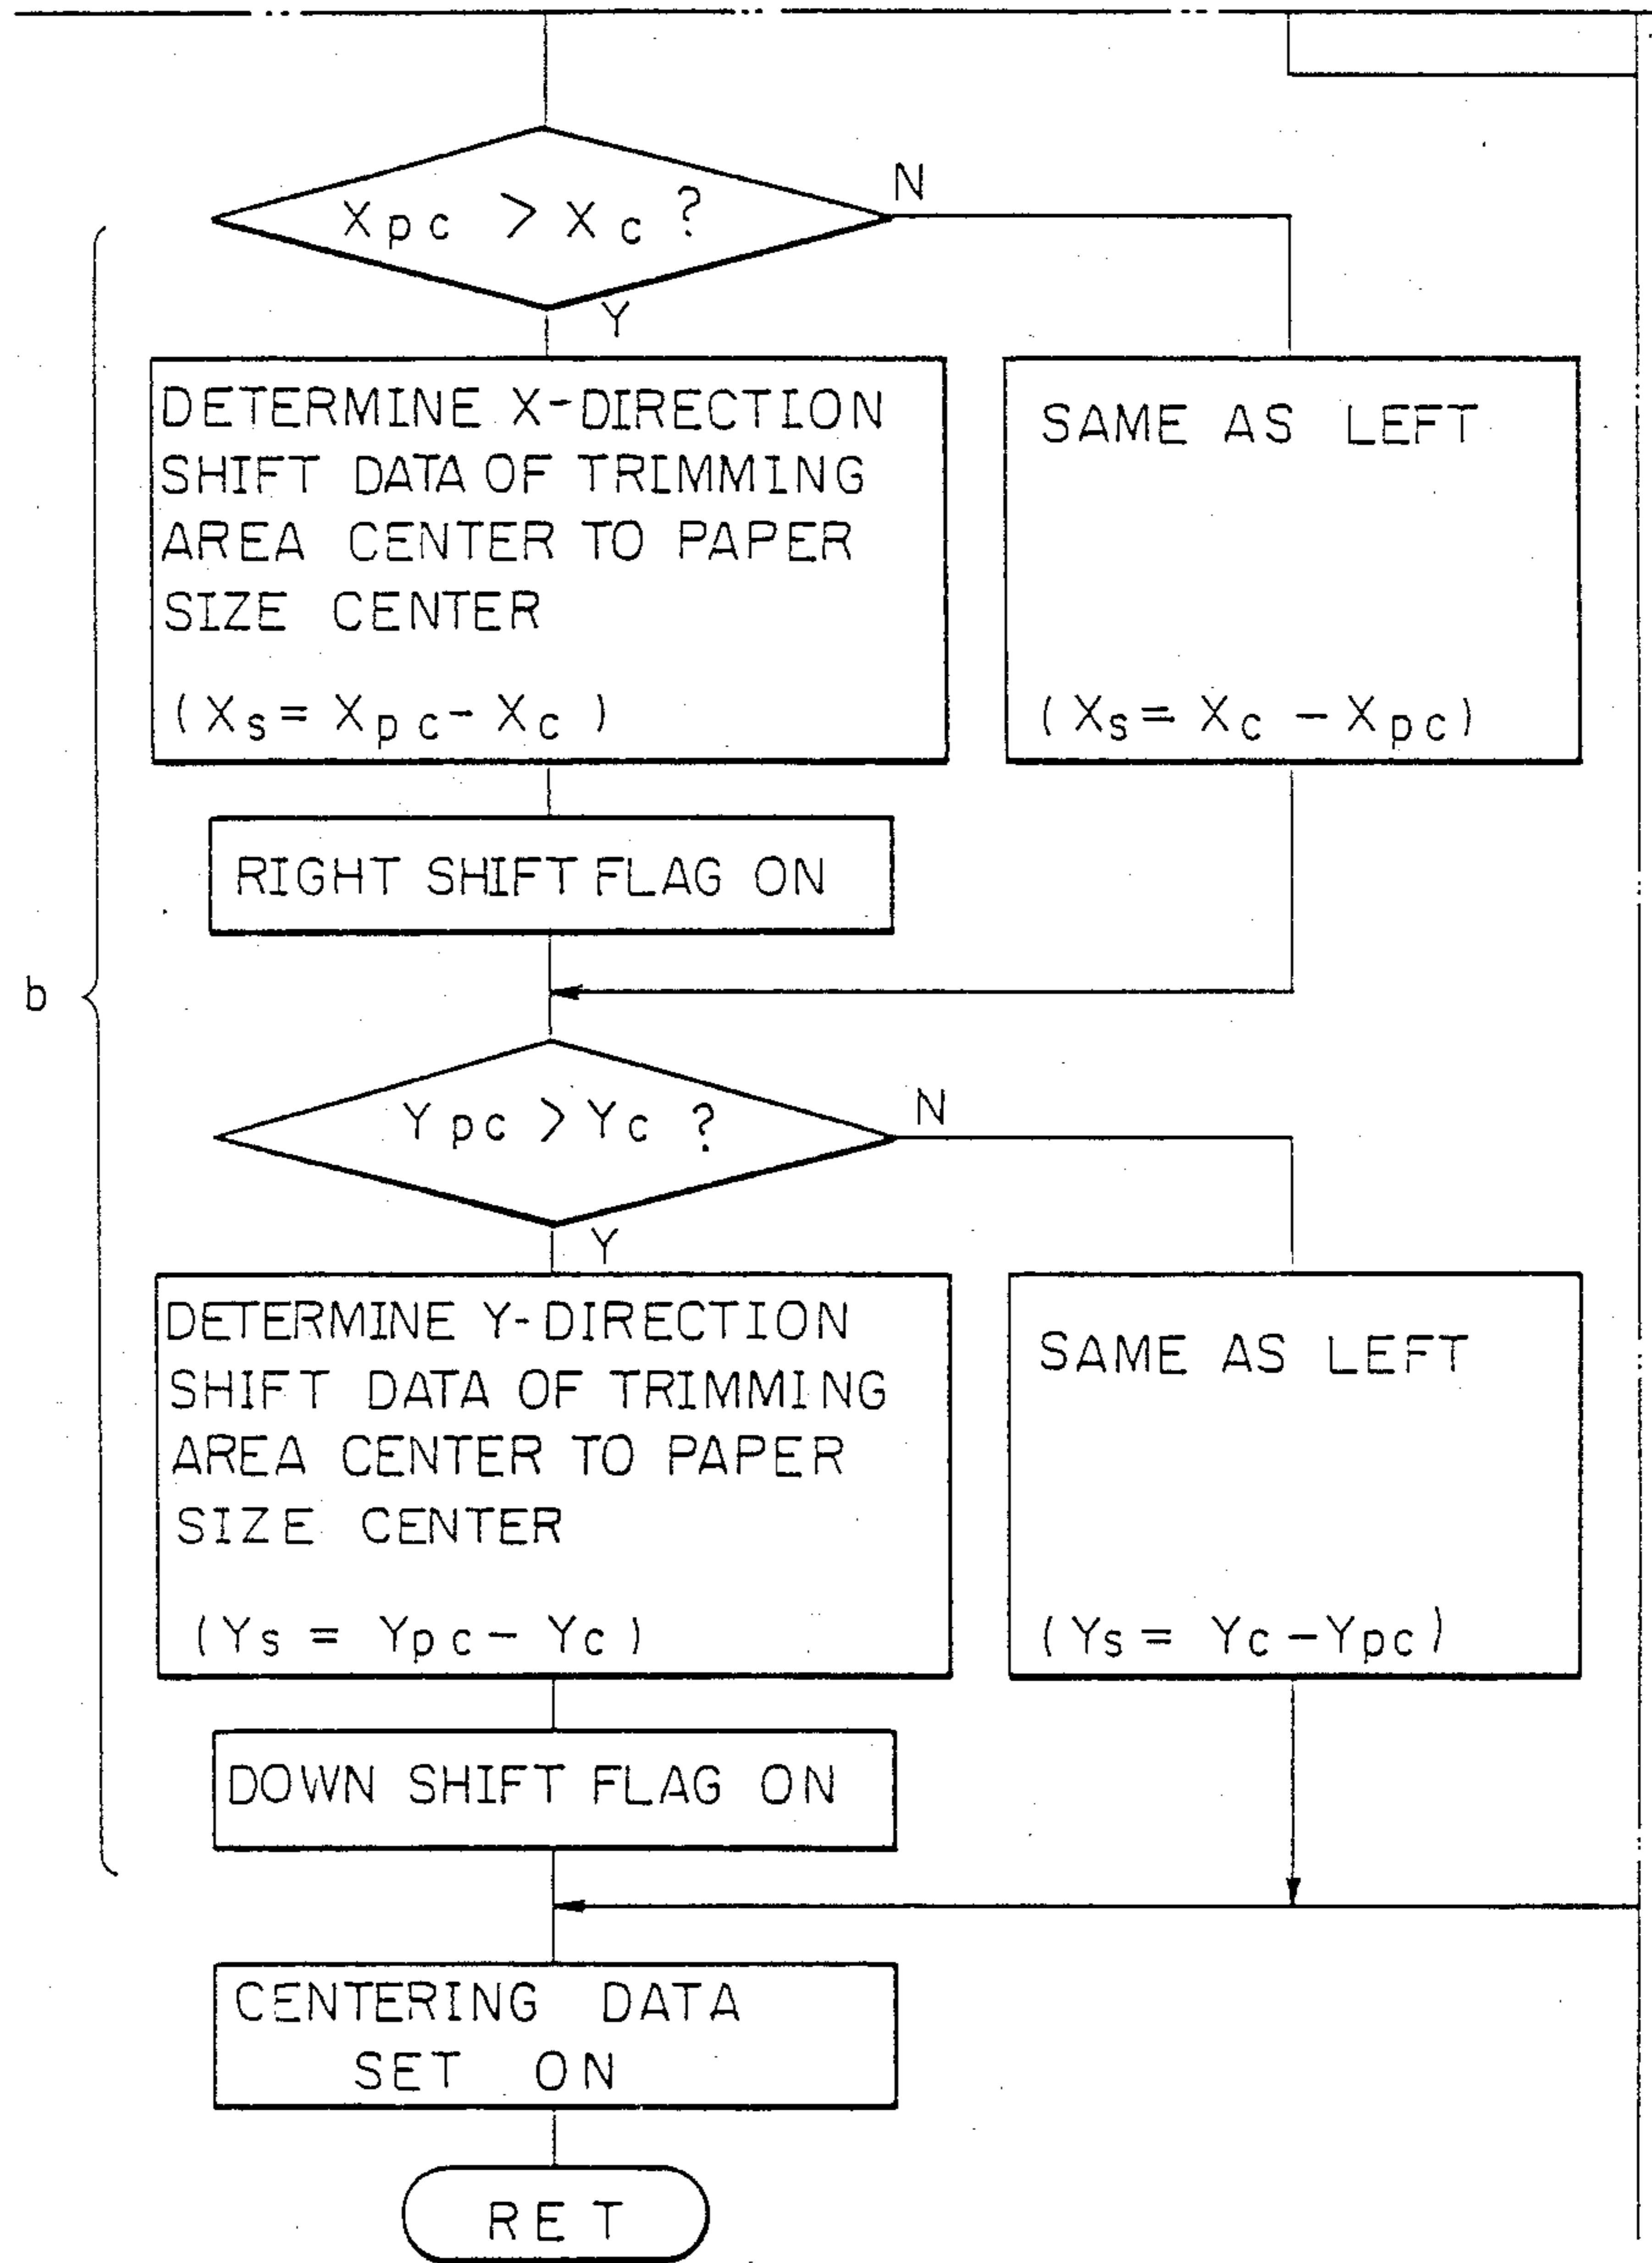 N
Xpc > Xc ?
Y
DETERMINE X-DIRECTION
SHIFT DATA OF TRIMMING
AREA CENTER TO PAPER
SIZE CENTER
(Xs = Xpc - Xc)
SAME AS LEFT
(Xs = Xc - Xpc)
RIGHT SHIFT FLAG ON
b
N
Ypc > Yc ?
Y
DETERMINE Y-DIRECTION
SHIFT DATA OF TRIMMING
AREA CENTER TO PAPER
SIZE CENTER
(Ys = Ypc - Yc)
SAME AS LEFT
(Ys = Yc - Ypc)
DOWN SHIFT FLAG ON
CENTERING DATA
SET ON
RET